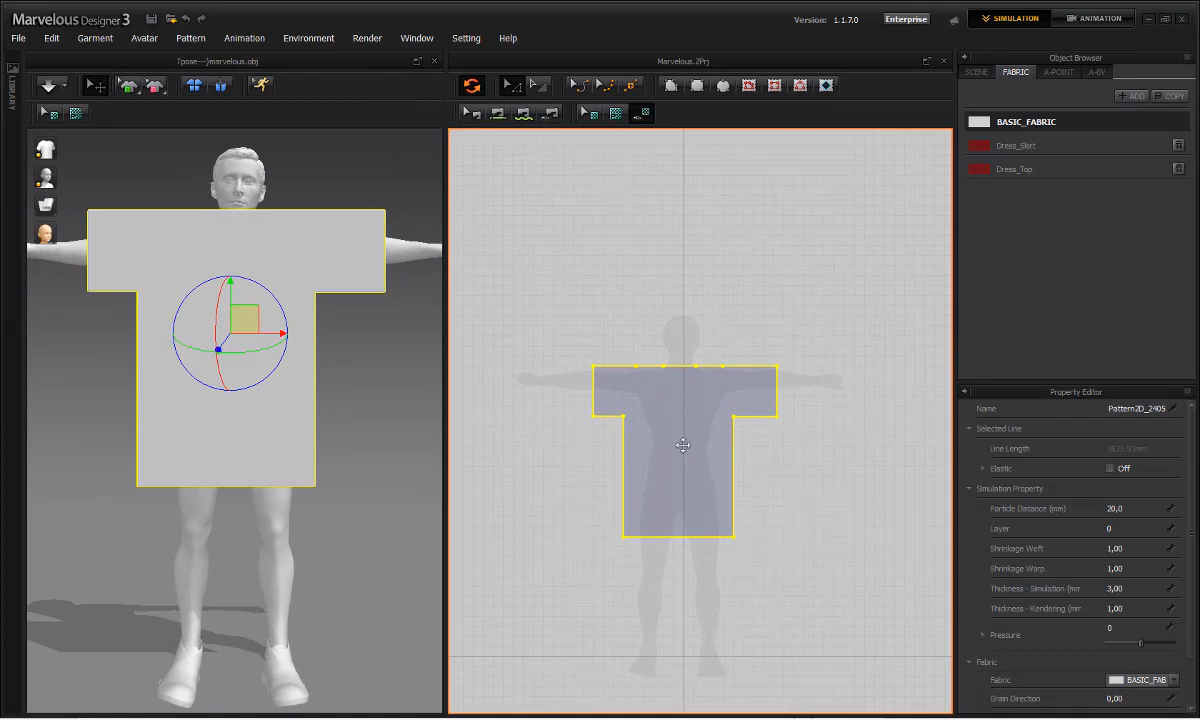 Marvelous Designer 3
Version: 1.1.7.0
Enterprise
SIMULATION
ANIMATION
File Edit Garment Avatar Pattern Animation Environment Render Window Setting Help
Tpose---}marvelous.obj
Marvelous.ZPrj
Object Browser
LIBRARY
SCENE FABRIC A-POINT A-BV
+ ADD COPY
BASIC_FABRIC
Dress_Skirt
Dress_Top
Property Editor
Name Pattern2D_2405
Selected Line
Line Length 3535,93mm
Elastic Off
Simulation Property
Particle Distance (mm) 20,0
Layer 0
Shrinkage Weft 1,00
Shrinkage Warp 1,00
Thickness - Simulation (mm 3,00
Thickness - Rendering (mm 1,00
Pressure 0
Fabric
Fabric BASIC_FAB
Grain Direction 0,00